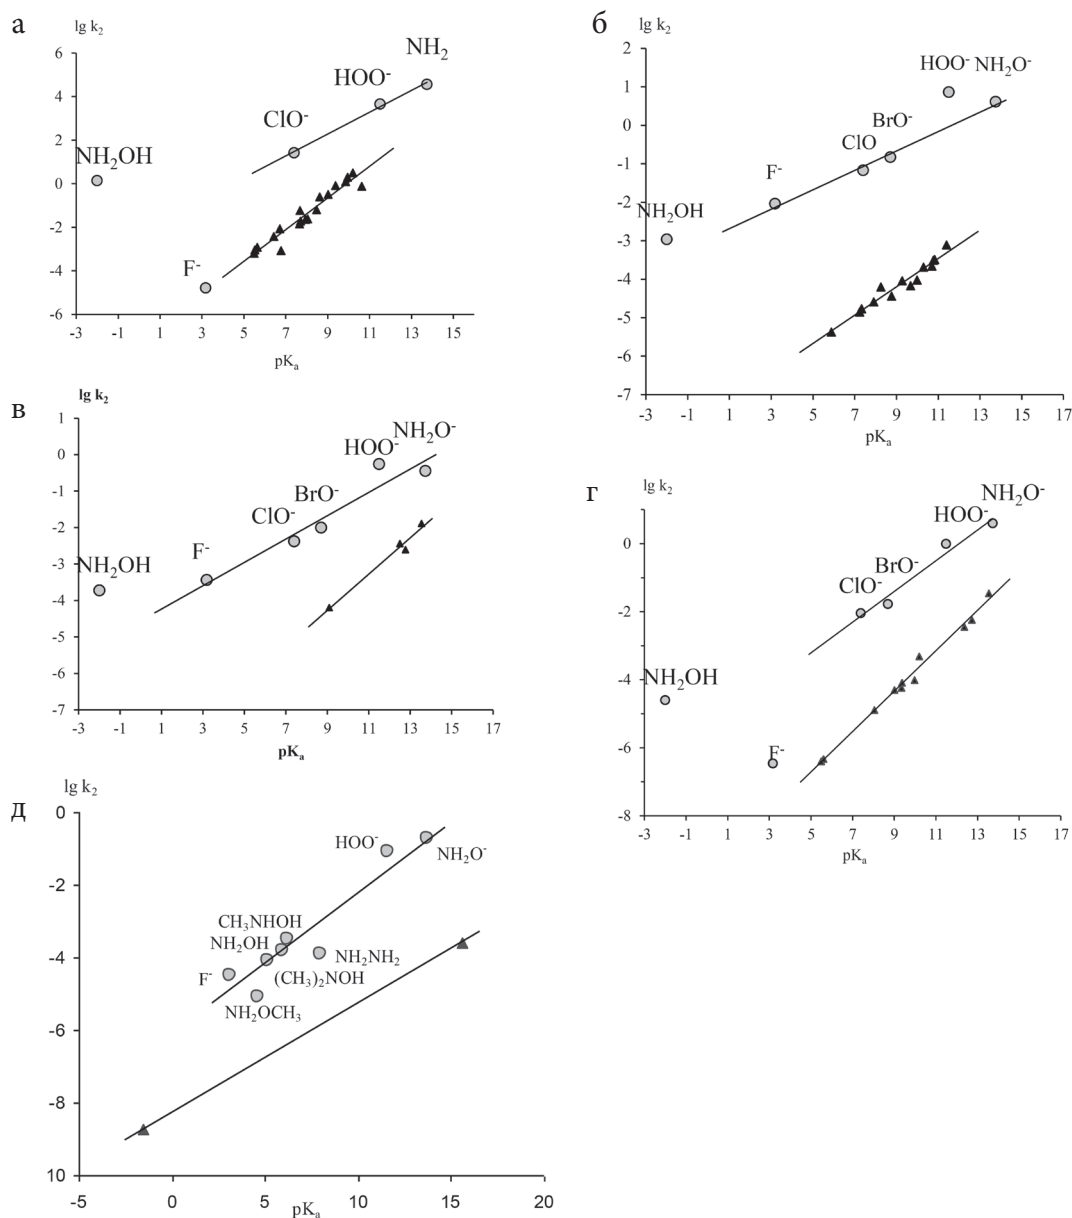 а
lg k₂
6
4
2
0
-2
-4
-6
NH₂
HOO⁻
ClO⁻
NH₂OH
F⁻
-3 -1 1 3 5 7 9 11 13 15
pKₐ
б
lg k₂
2
1
0
-1
-2
-3
-4
-5
-6
-7
HOO⁻
NH₂O⁻
BrO⁻
ClO
F⁻
NH₂OH
-3 -1 1 3 5 7 9 11 13 15 17
pKₐ
в
lg k₂
1
0
-1
-2
-3
-4
-5
-6
-7
NH₂O⁻
HOO⁻
BrO⁻
ClO⁻
F⁻
NH₂OH
-3 -1 1 3 5 7 9 11 13 15 17
pKₐ
г
lg k₂
0
-2
-4
-6
-8
NH₂O⁻
HOO⁻
BrO⁻
ClO⁻
NH₂OH
F⁻
-3 -1 1 3 5 7 9 11 13 15 17
pKₐ
д
lg k₂
0
-2
-4
-6
-8
10
HOO⁻
NH₂O⁻
CH₃NHOH
NH₂OH
NH₂NH₂
F⁻
(CH₃)₂NOH
NH₂OCH₃
-5 0 5 10 15 20
pKₐ